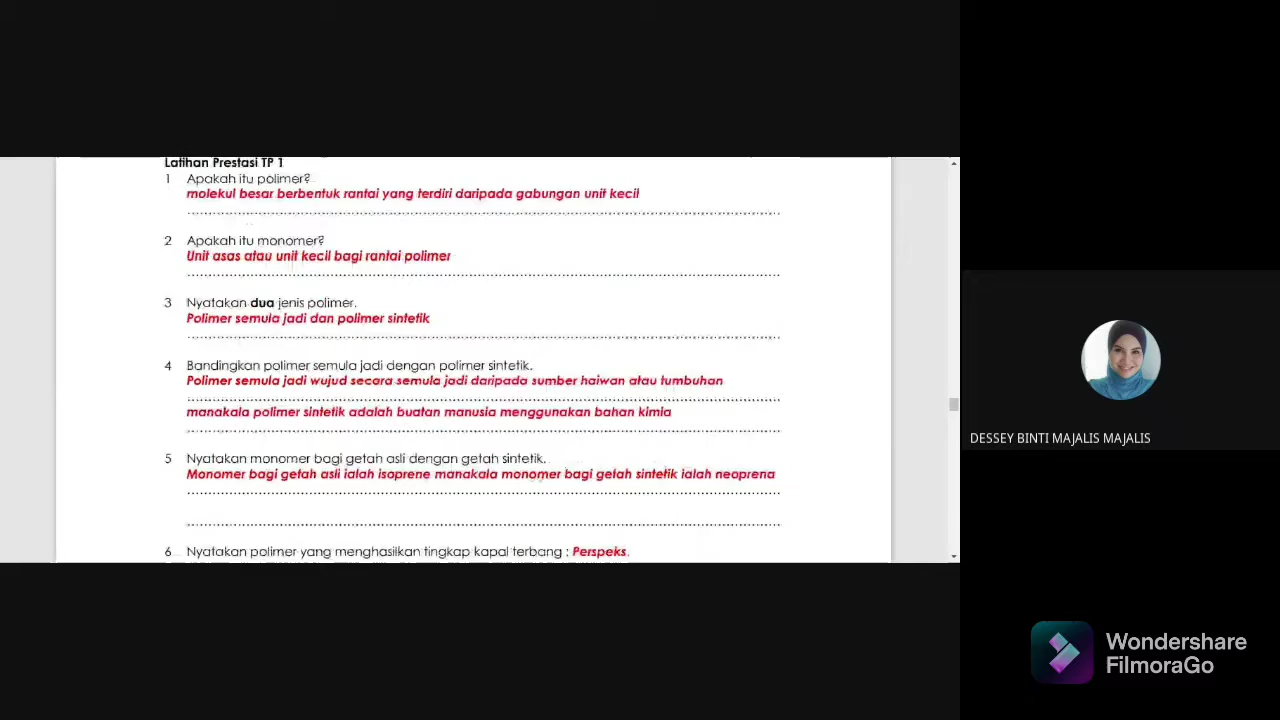 Latihan Prestasi TP 1
1 Apakah itu polimer?
molekul besar berbentuk rantai yang terdiri daripada gabungan unit kecil
2 Apakah itu monomer?
Unit asas atau unit kecil bagi rantai polimer
3 Nyatakan dua jenis polimer.
Polimer semula jadi dan polimer sintetik
4 Bandingkan polimer semula jadi dengan polimer sintetik.
Polimer semula jadi wujud secara semula jadi daripada sumber haiwan atau tumbuhan
manakala polimer sintetik adalah buatan manusia menggunakan bahan kimia
5 Nyatakan monomer bagi getah asli dengan getah sintetik.
Monomer bagi getah asli ialah isoprene manakala monomer bagi getah sintetik ialah neoprena
6 Nyatakan polimer yang menghasilkan tingkap kapal terbang : Perspeks.
DESSEY BINTI MAJALIS MAJALIS
Wondershare
FilmoraGo